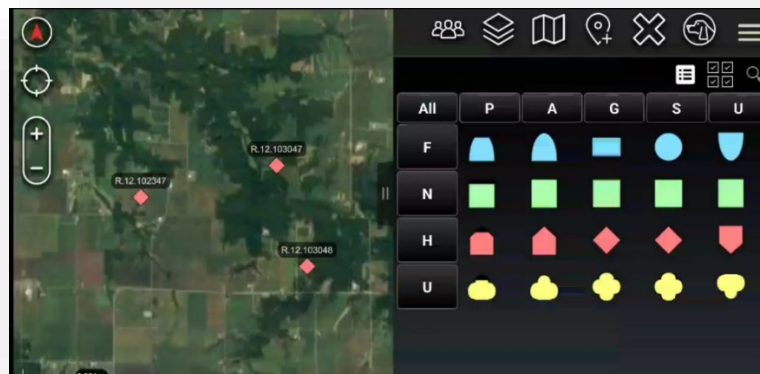 R.12.103047
R.12.102347
R.12.103048
+
−
All P A G S U
F
N
H
U